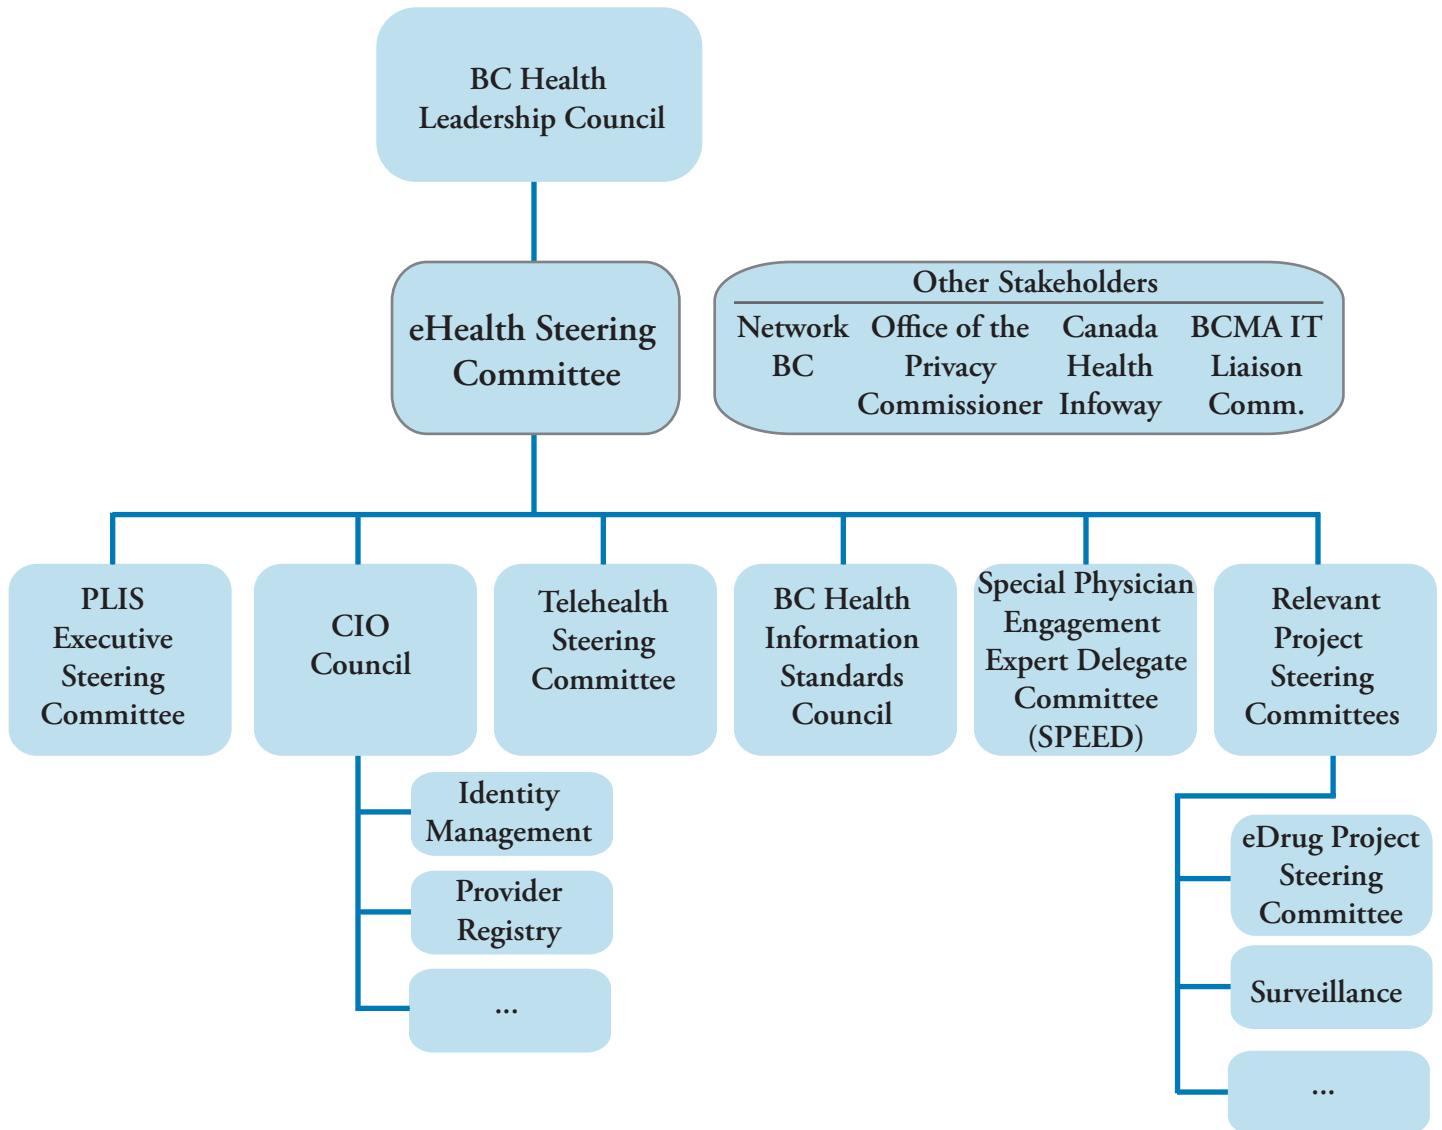 BC Health
Leadership Council
eHealth Steering
Committee
Other Stakeholders
Network
BC
Office of the
Privacy
Commissioner
Canada
Health
Infoway
BCMA IT
Liaison
Comm.
PLIS
Executive
Steering
Committee
CIO
Council
Telehealth
Steering
Committee
BC Health
Information
Standards
Council
Special Physician
Engagement
Expert Delegate
Committee
(SPEED)
Relevant
Project
Steering
Committees
Identity
Management
Provider
Registry
...
eDrug Project
Steering
Committee
Surveillance
...